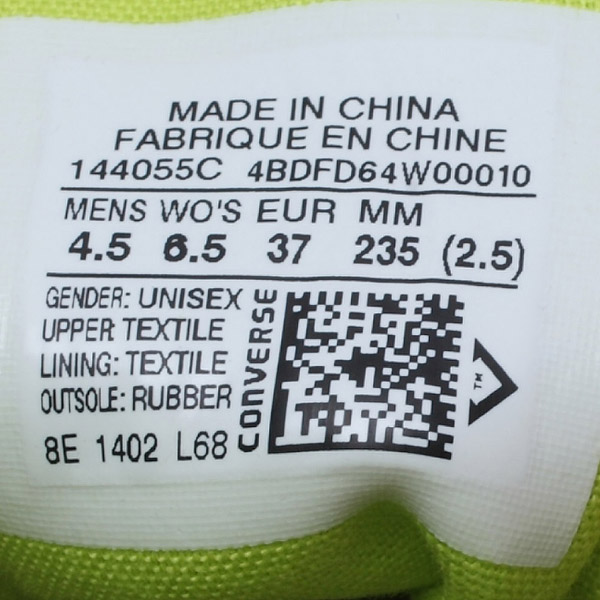 MADE IN CHINA
FABRIQUE EN CHINE
144055C 4BDFD64W00010
MENS WO'S EUR MM
4.5 6.5 37 235 (2.5)
GENDER: UNISEX
UPPER: TEXTILE
LINING: TEXTILE
OUTSOLE: RUBBER
8E 1402 L68
CONVERSE
TM